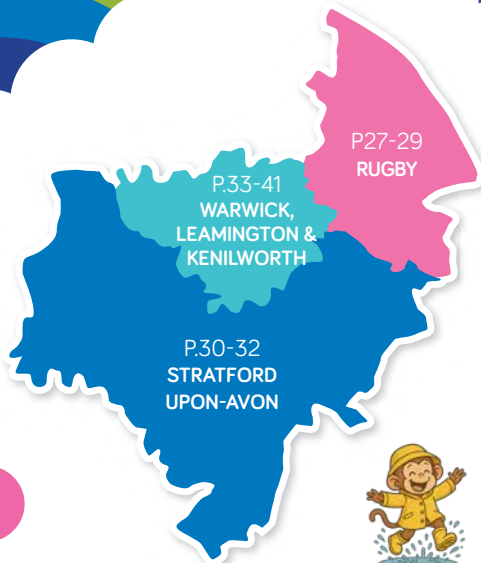 P27-29
RUGBY
P.33-41
WARWICK,
LEAMINGTON &
KENILWORTH
P.30-32
STRATFORD
UPON-AVON